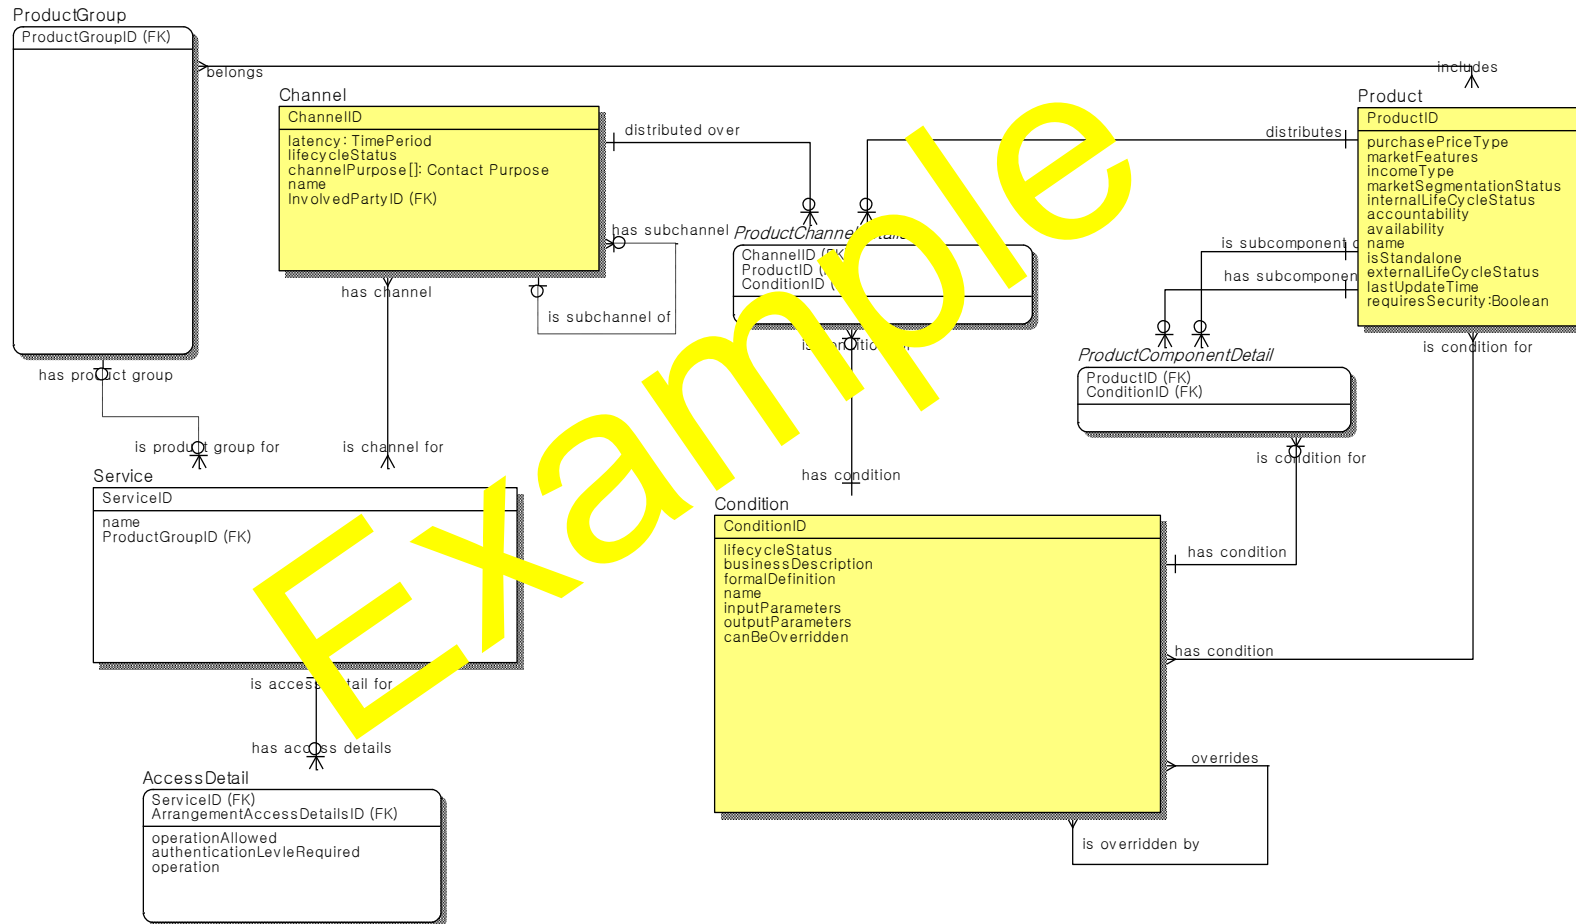 ProductGroup
ProductGroupID (FK)
belongs
includes
Channel
ChannelID
latency: TimePeriod
lifecycleStatus
channelPurpose[]: Contact Purpose
name
InvolvedPartyID (FK)
distributed over
distributes
Product
ProductID
purchasePriceType
marketFeatures
incomeType
marketSegmentationStatus
internalLifeCycleStatus
accountability
availability
name
isStandalone
externalLifeCycleStatus
lastUpdateTime
requiresSecurity:Boolean
has subchannel
is subchannel of
has channel
ChannelID (FK)
ProductID
ConditionID
is subcomponent
has subcomponent
is condition for
ProductComponentDetail
ProductID (FK)
ConditionID (FK)
is condition for
has product group
is product group for
is channel for
has condition
Service
ServiceID
name
ProductGroupID (FK)
Condition
ConditionID
lifecycleStatus
businessDescription
formalDefinition
name
inputParameters
outputParameters
canBeOverridden
has condition
has condition
overrides
is overridden by
has access details
AccessDetail
ServiceID (FK)
ArrangementAccessDetailsID (FK)
operationAllowed
authenticationLevleRequired
operation
Example